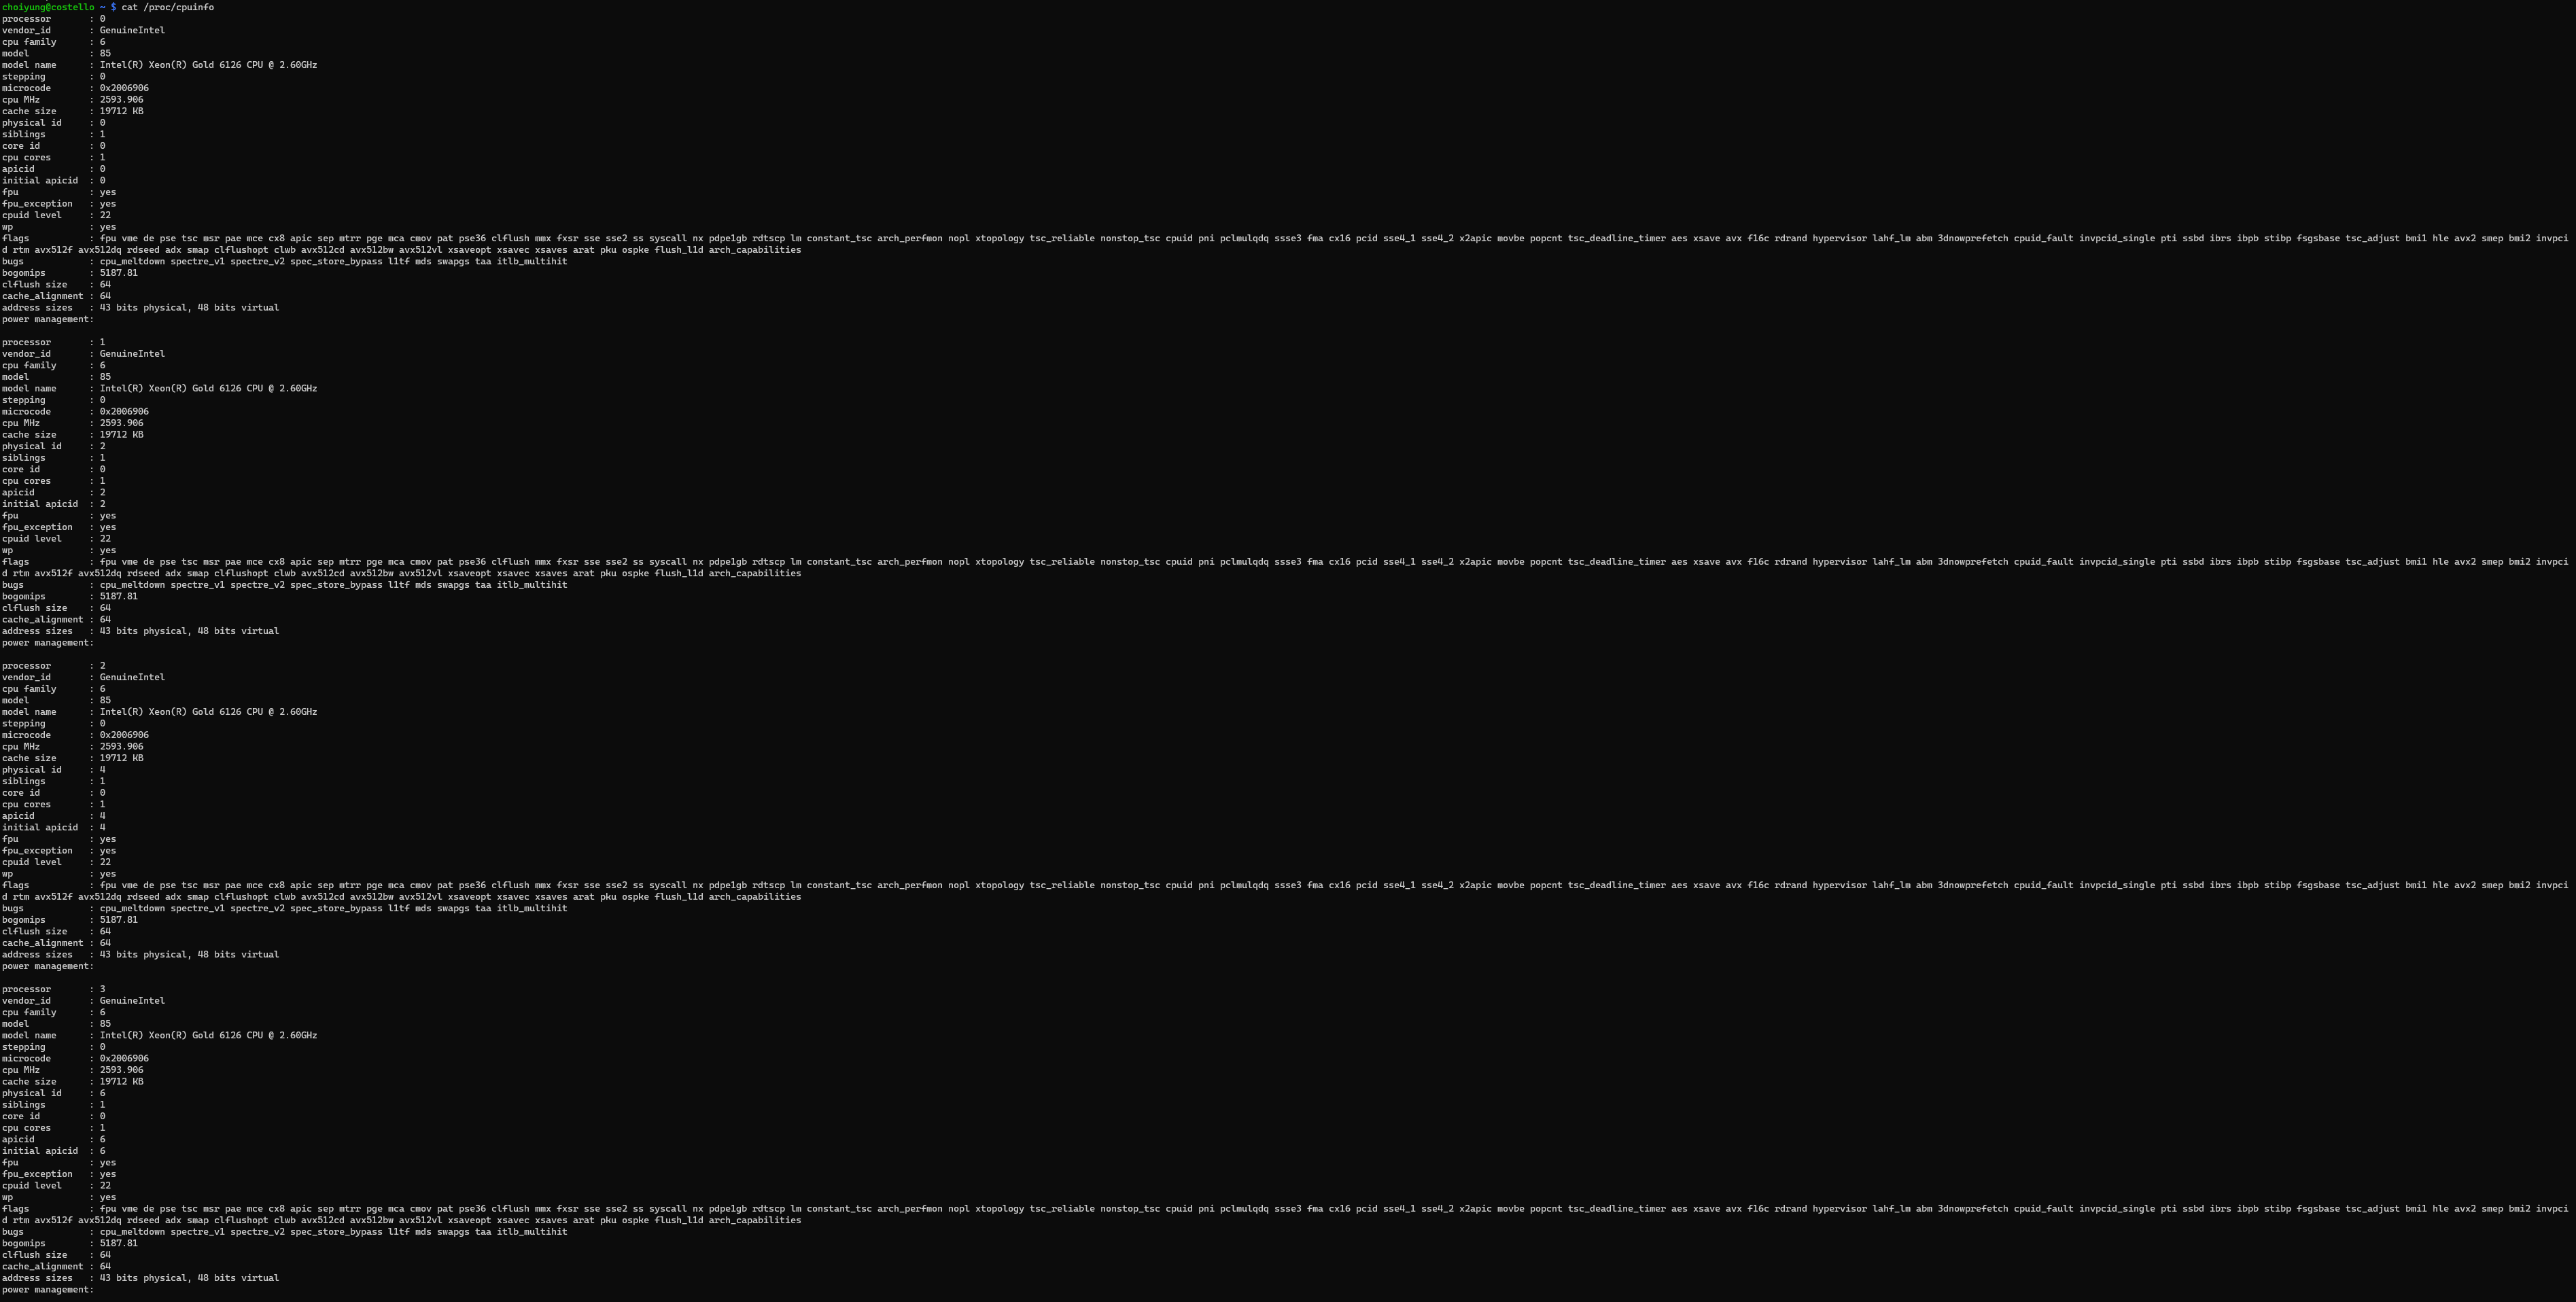 choiyung@costello ~ $ cat /proc/cpuinfo
processor       : 0
vendor_id       : GenuineIntel
cpu family      : 6
model           : 85
model name      : Intel(R) Xeon(R) Gold 6126 CPU @ 2.60GHz
stepping        : 0
microcode       : 0x2006906
cpu MHz         : 2593.906
cache size      : 19712 KB
physical id     : 0
siblings        : 1
core id         : 0
cpu cores       : 1
apicid          : 0
initial apicid  : 0
fpu             : yes
fpu_exception   : yes
cpuid level     : 22
wp              : yes
flags           : fpu vme de pse tsc msr pae mce cx8 apic sep mtrr pge mca cmov pat pse36 clflush mmx fxsr sse sse2 ss syscall nx pdpe1gb rdtscp lm constant_tsc arch_perfmon nopl xtopology tsc_reliable nonstop_tsc cpuid pni pclmulqdq ssse3 fma cx16 pcid sse4_1 sse4_2 x2apic movbe popcnt tsc_deadline_timer aes xsave avx f16c rdrand hypervisor lahf_lm abm 3dnowprefetch cpuid_fault invpcid_single pti ssbd ibrs ibpb stibp fsgsbase tsc_adjust bmi1 hle avx2 smep bmi2 invpci
d rtm avx512f avx512dq rdseed adx smap clflushopt clwb avx512cd avx512bw avx512vl xsaveopt xsavec xsaves arat pku ospke flush_l1d arch_capabilities
bugs            : cpu_meltdown spectre_v1 spectre_v2 spec_store_bypass l1tf mds swapgs taa itlb_multihit
bogomips        : 5187.81
clflush size    : 64
cache_alignment : 64
address sizes   : 43 bits physical, 48 bits virtual
power management:

processor       : 1
vendor_id       : GenuineIntel
cpu family      : 6
model           : 85
model name      : Intel(R) Xeon(R) Gold 6126 CPU @ 2.60GHz
stepping        : 0
microcode       : 0x2006906
cpu MHz         : 2593.906
cache size      : 19712 KB
physical id     : 2
siblings        : 1
core id         : 0
cpu cores       : 1
apicid          : 2
initial apicid  : 2
fpu             : yes
fpu_exception   : yes
cpuid level     : 22
wp              : yes
flags           : fpu vme de pse tsc msr pae mce cx8 apic sep mtrr pge mca cmov pat pse36 clflush mmx fxsr sse sse2 ss syscall nx pdpe1gb rdtscp lm constant_tsc arch_perfmon nopl xtopology tsc_reliable nonstop_tsc cpuid pni pclmulqdq ssse3 fma cx16 pcid sse4_1 sse4_2 x2apic movbe popcnt tsc_deadline_timer aes xsave avx f16c rdrand hypervisor lahf_lm abm 3dnowprefetch cpuid_fault invpcid_single pti ssbd ibrs ibpb stibp fsgsbase tsc_adjust bmi1 hle avx2 smep bmi2 invpci
d rtm avx512f avx512dq rdseed adx smap clflushopt clwb avx512cd avx512bw avx512vl xsaveopt xsavec xsaves arat pku ospke flush_l1d arch_capabilities
bugs            : cpu_meltdown spectre_v1 spectre_v2 spec_store_bypass l1tf mds swapgs taa itlb_multihit
bogomips        : 5187.81
clflush size    : 64
cache_alignment : 64
address sizes   : 43 bits physical, 48 bits virtual
power management:

processor       : 2
vendor_id       : GenuineIntel
cpu family      : 6
model           : 85
model name      : Intel(R) Xeon(R) Gold 6126 CPU @ 2.60GHz
stepping        : 0
microcode       : 0x2006906
cpu MHz         : 2593.906
cache size      : 19712 KB
physical id     : 4
siblings        : 1
core id         : 0
cpu cores       : 1
apicid          : 4
initial apicid  : 4
fpu             : yes
fpu_exception   : yes
cpuid level     : 22
wp              : yes
flags           : fpu vme de pse tsc msr pae mce cx8 apic sep mtrr pge mca cmov pat pse36 clflush mmx fxsr sse sse2 ss syscall nx pdpe1gb rdtscp lm constant_tsc arch_perfmon nopl xtopology tsc_reliable nonstop_tsc cpuid pni pclmulqdq ssse3 fma cx16 pcid sse4_1 sse4_2 x2apic movbe popcnt tsc_deadline_timer aes xsave avx f16c rdrand hypervisor lahf_lm abm 3dnowprefetch cpuid_fault invpcid_single pti ssbd ibrs ibpb stibp fsgsbase tsc_adjust bmi1 hle avx2 smep bmi2 invpci
d rtm avx512f avx512dq rdseed adx smap clflushopt clwb avx512cd avx512bw avx512vl xsaveopt xsavec xsaves arat pku ospke flush_l1d arch_capabilities
bugs            : cpu_meltdown spectre_v1 spectre_v2 spec_store_bypass l1tf mds swapgs taa itlb_multihit
bogomips        : 5187.81
clflush size    : 64
cache_alignment : 64
address sizes   : 43 bits physical, 48 bits virtual
power management:

processor       : 3
vendor_id       : GenuineIntel
cpu family      : 6
model           : 85
model name      : Intel(R) Xeon(R) Gold 6126 CPU @ 2.60GHz
stepping        : 0
microcode       : 0x2006906
cpu MHz         : 2593.906
cache size      : 19712 KB
physical id     : 6
siblings        : 1
core id         : 0
cpu cores       : 1
apicid          : 6
initial apicid  : 6
fpu             : yes
fpu_exception   : yes
cpuid level     : 22
wp              : yes
flags           : fpu vme de pse tsc msr pae mce cx8 apic sep mtrr pge mca cmov pat pse36 clflush mmx fxsr sse sse2 ss syscall nx pdpe1gb rdtscp lm constant_tsc arch_perfmon nopl xtopology tsc_reliable nonstop_tsc cpuid pni pclmulqdq ssse3 fma cx16 pcid sse4_1 sse4_2 x2apic movbe popcnt tsc_deadline_timer aes xsave avx f16c rdrand hypervisor lahf_lm abm 3dnowprefetch cpuid_fault invpcid_single pti ssbd ibrs ibpb stibp fsgsbase tsc_adjust bmi1 hle avx2 smep bmi2 invpci
d rtm avx512f avx512dq rdseed adx smap clflushopt clwb avx512cd avx512bw avx512vl xsaveopt xsavec xsaves arat pku ospke flush_l1d arch_capabilities
bugs            : cpu_meltdown spectre_v1 spectre_v2 spec_store_bypass l1tf mds swapgs taa itlb_multihit
bogomips        : 5187.81
clflush size    : 64
cache_alignment : 64
address sizes   : 43 bits physical, 48 bits virtual
power management: